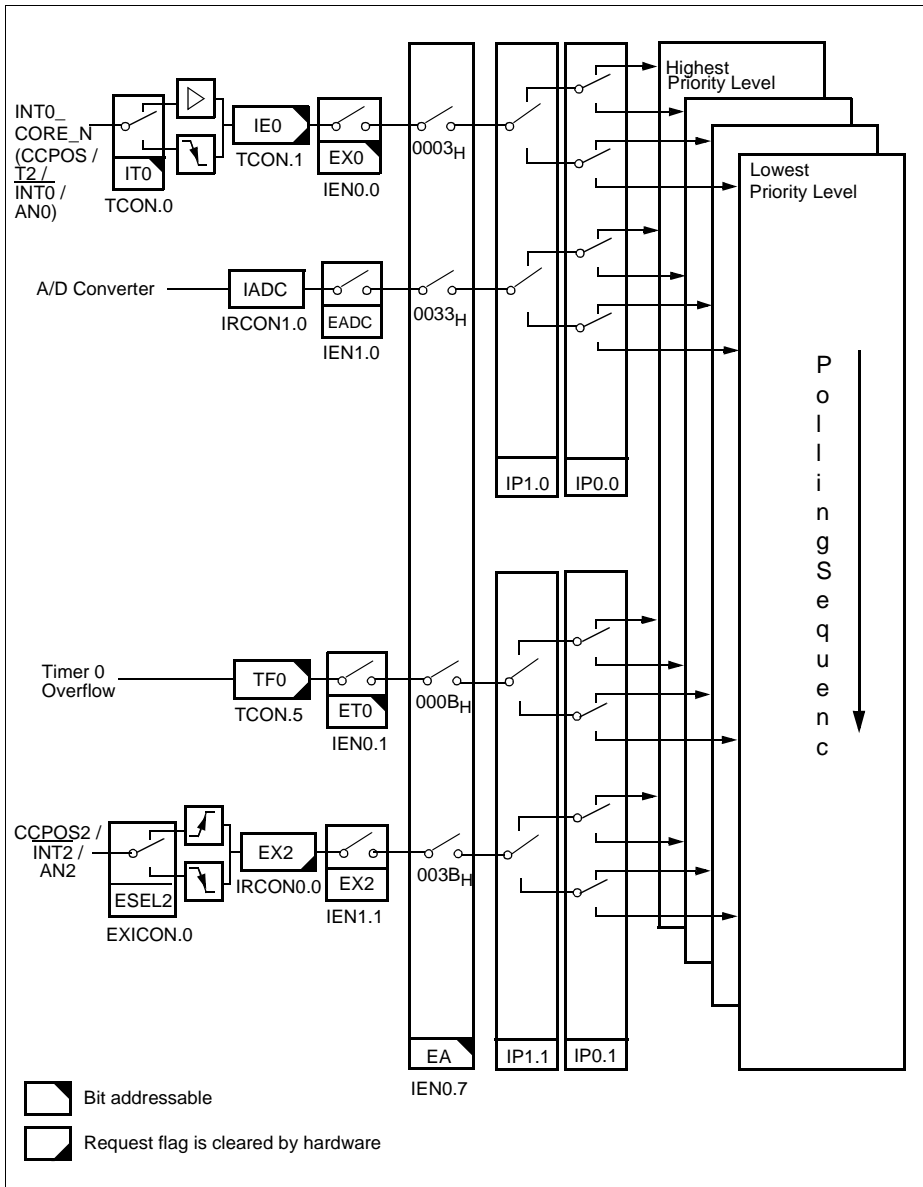 INT0_
CORE_N
(CCPOS /
T2 /
INT0 /
AN0)
IT0
TCON.0
IE0
TCON.1
EX0
IEN0.0
0003H
Highest
Priority Level
Lowest
Priority Level
A/D Converter
IADC
IRCON1.0
EADC
IEN1.0
0033H
IP1.0
IP0.0
Polling Sequenc
Timer 0
Overflow
TF0
TCON.5
ET0
IEN0.1
000BH
CCPOS2 /
INT2 /
AN2
ESEL2
EXICON.0
EX2
IRCON0.0
EX2
IEN1.1
003BH
EA
IEN0.7
IP1.1
IP0.1
Bit addressable
Request flag is cleared by hardware